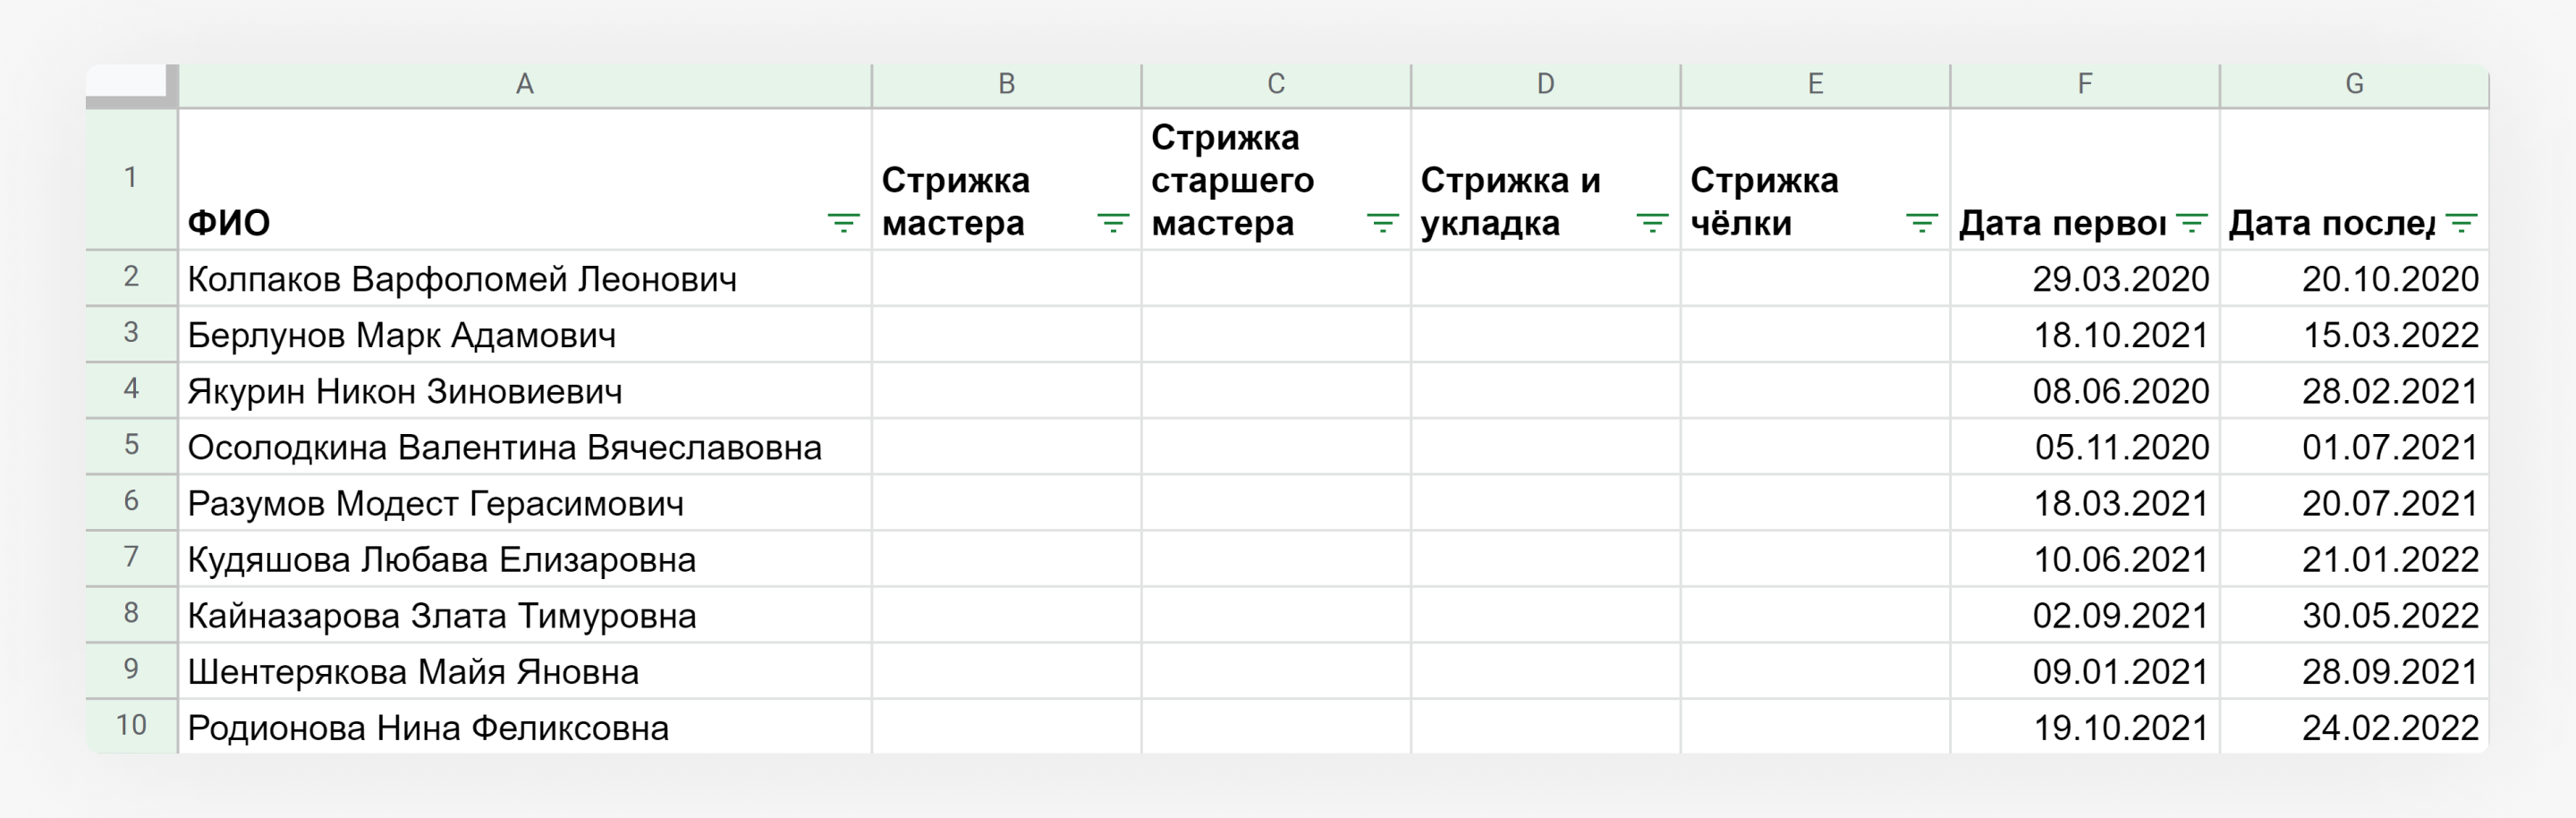 A B C D E F G
1 ФИО Стрижка мастера Стрижка старшего мастера Стрижка и укладка Стрижка чёлки Дата первог Дата послед
2 Колпаков Варфоломей Леонович 29.03.2020 20.10.2020
3 Берлунов Марк Адамович 18.10.2021 15.03.2022
4 Якурин Никон Зиновиевич 08.06.2020 28.02.2021
5 Осолодкина Валентина Вячеславовна 05.11.2020 01.07.2021
6 Разумов Модест Герасимович 18.03.2021 20.07.2021
7 Кудяшова Любава Елизаровна 10.06.2021 21.01.2022
8 Кайназарова Злата Тимуровна 02.09.2021 30.05.2022
9 Шентерякова Майя Яновна 09.01.2021 28.09.2021
10 Родионова Нина Феликсовна 19.10.2021 24.02.2022